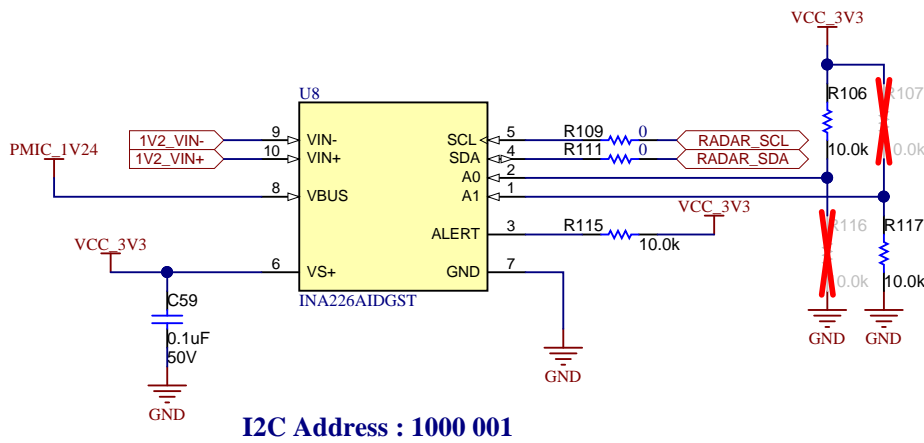 VCC_3V3
U8
R106
R107
1V2_VIN-
9
VIN-
SCL
5
R109
0
RADAR_SCL
1V2_VIN+
10
VIN+
SDA
4
R111
0
RADAR_SDA
10.0k
0.0k
PMIC_1V24
A0
2
8
VBUS
A1
1
VCC_3V3
R116
R117
ALERT
3
R115
10.0k
VCC_3V3
6
VS+
GND
7
0.0k
10.0k
INA226AIDGST
C59
0.1uF
50V
GND
GND
GND
GND
I2C Address : 1000 001